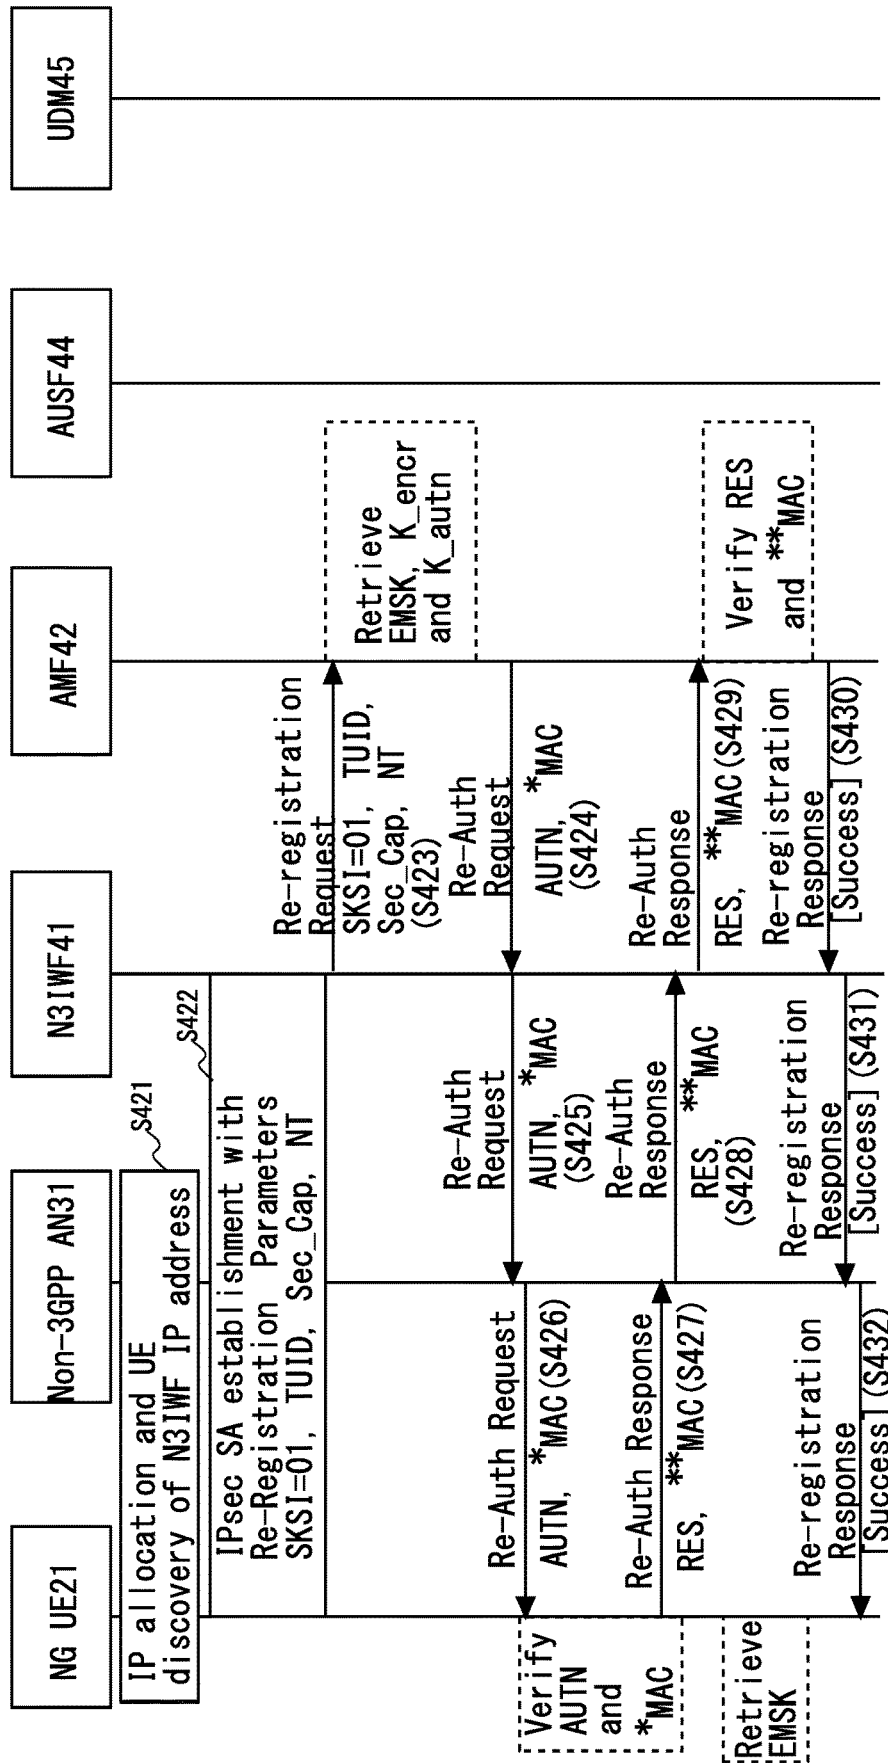 NG UE21
Non-3GPP AN31
N3IWF41
AMF42
AUSF44
UDM45
IP allocation and UE
discovery of N3IWF IP address
S421
S422
IPsec SA establishment with
Re-Registration Parameters
SKSI=01, TUID, Sec_Cap, NT
Re-registration
Request
SKSI=01, TUID,
Sec_Cap, NT
(S423)
Retrieve
EMSK, K_encr
and K_autn
Re-Auth
Request
AUTN, *MAC
(S424)
Re-Auth
Request
AUTN, *MAC
(S425)
Re-Auth Request
AUTN, *MAC(S426)
Verify
AUTN
and
*MAC
Re-Auth Response
RES, **MAC(S427)
Re-Auth
Response
RES, **MAC
(S428)
Re-Auth
Response
RES, **MAC(S429)
Verify RES
and **MAC
Retrieve
EMSK
Re-registration
Response
[Success](S430)
Re-registration
Response
[Success](S431)
Re-registration
Response
[Success](S432)